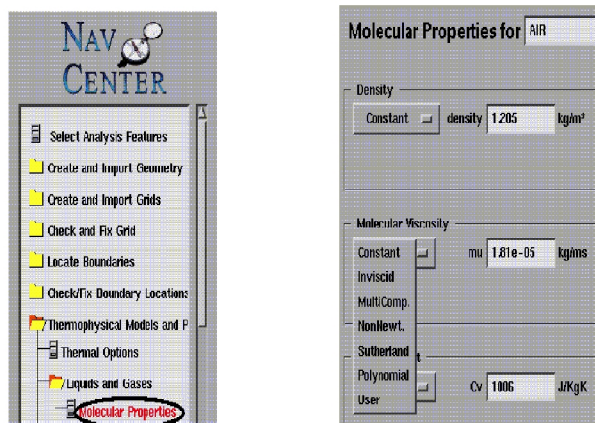 NAV
CENTER
Select Analysis Features
Create and Import Geometry
Create and Import Grids
Check and Fix Grid
Locate Boundaries
Check/Fix Boundary Locations
Thermophysical Models and P
Thermal Options
Liquids and Gases
Molecular Properties
Molecular Properties for AIR
Density
Constant density 1.205 kg/m³
Molecular Viscosity
Constant mu 1.81e-05 kg/ms
Inviscid
MultiComp.
NonNewt.
Sutherland t
Polynomial Cv 1006 J/KgK
User